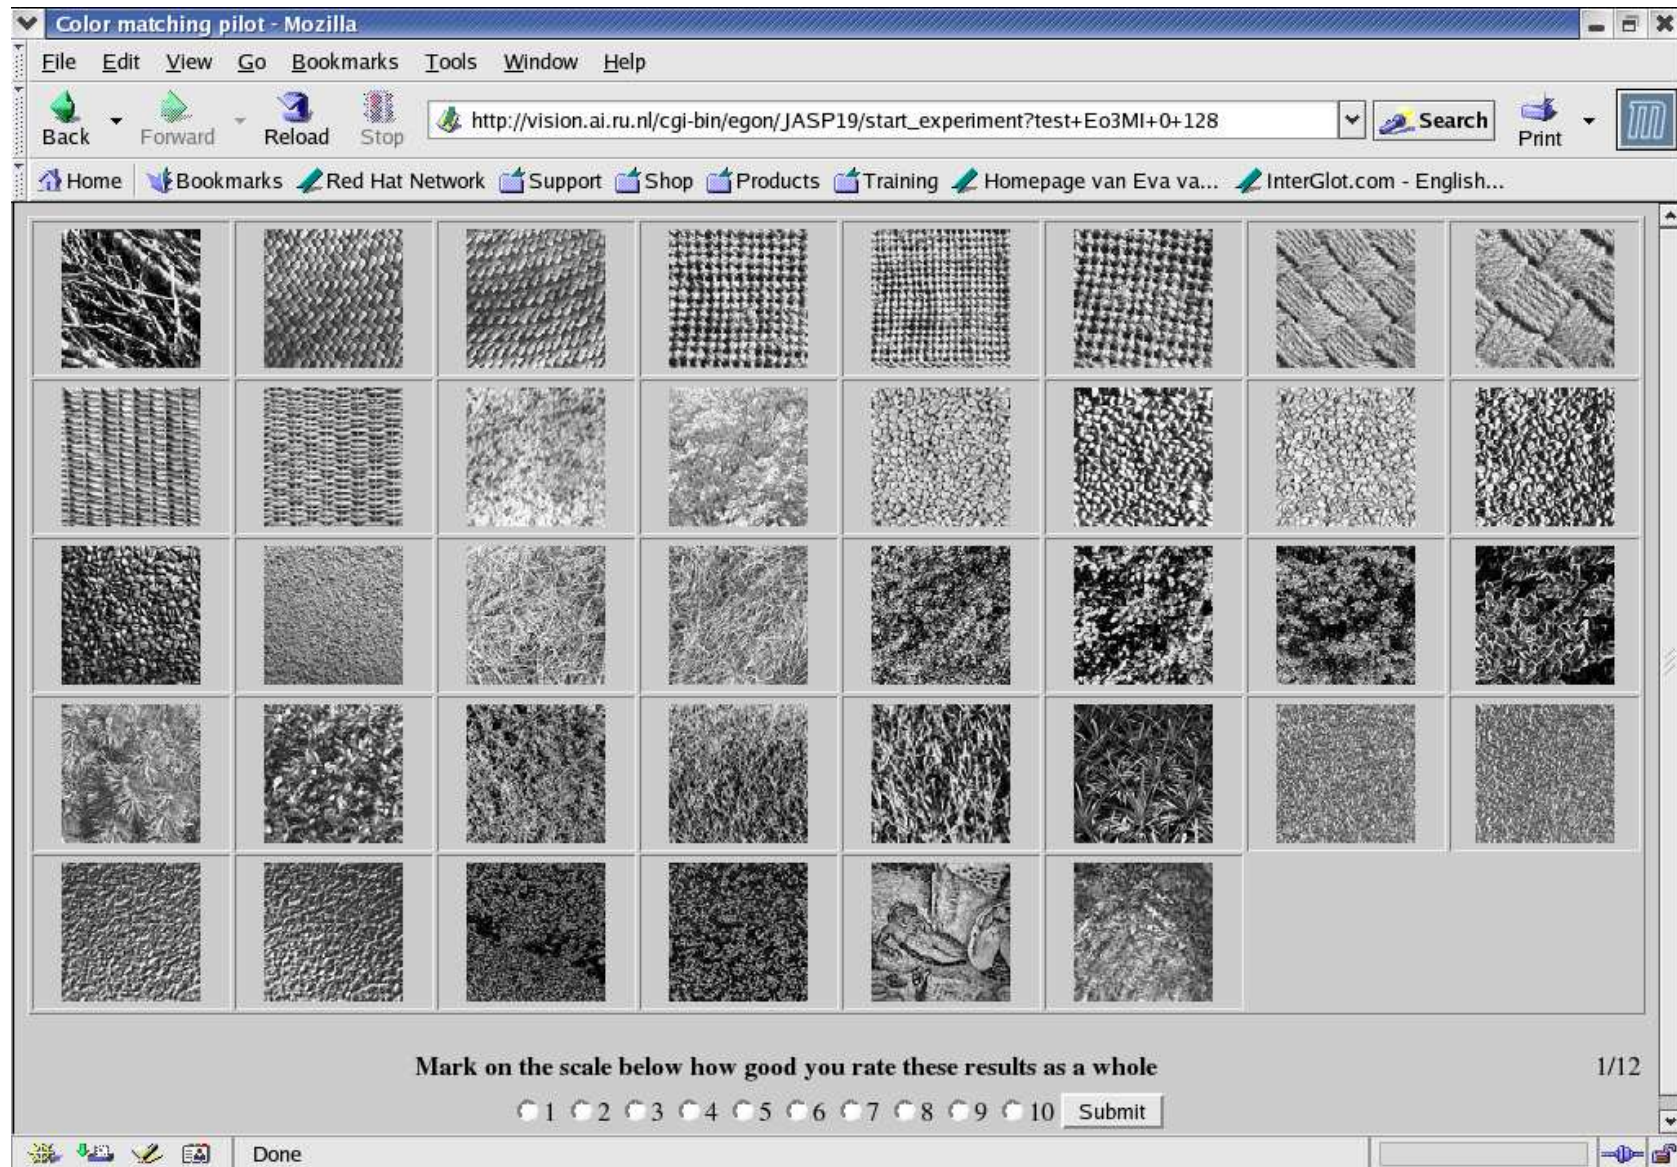 Color matching pilot - Mozilla
File Edit View Go Bookmarks Tools Window Help
Back Forward Reload Stop http://vision.ai.ru.nl/cgi-bin/egon/JASP19/start_experiment?test+Eo3MI+0+128 Search Print
Home Bookmarks Red Hat Network Support Shop Products Training Homepage van Eva va... InterGlot.com - English...
Mark on the scale below how good you rate these results as a whole 1/12
1 2 3 4 5 6 7 8 9 10 Submit
Done